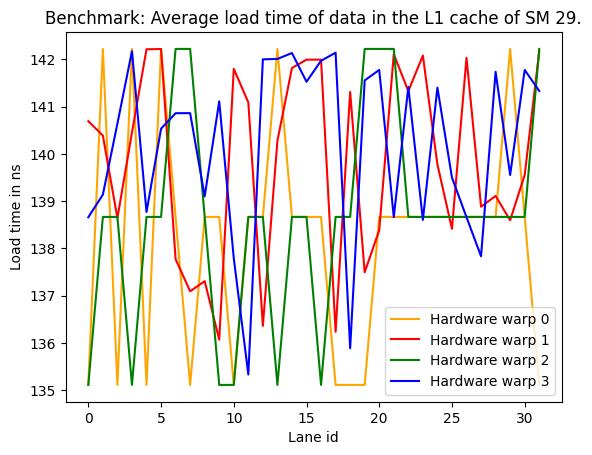 Benchmark: Average load time of data in the L1 cache of SM 29.
142
141
140
139
138
137
136
135
Load time in ns
0
5
10
15
20
25
30
Lane id
Hardware warp 0
Hardware warp 1
Hardware warp 2
Hardware warp 3